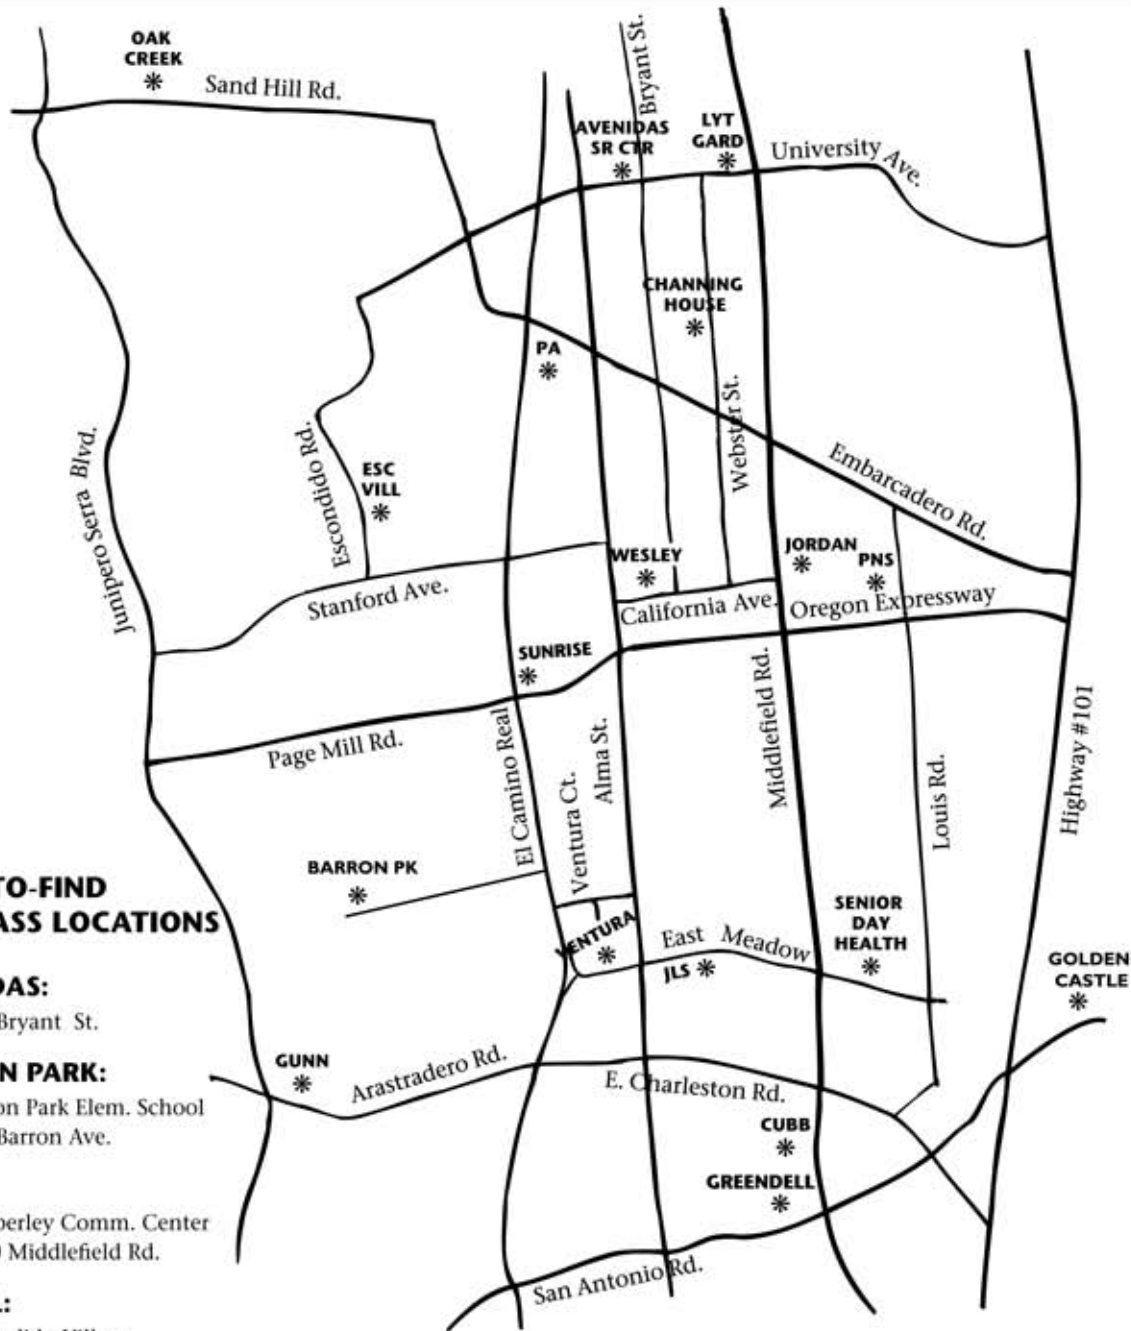 OAK
CREEK
Sand Hill Rd.
Bryant St.
AVENIDAS
SR CTR
LYT
GARD
University Ave.
CHANNING
HOUSE
PA
Webster St.
Junipero Serra Blvd.
Escondido Rd.
ESC
VILL
Embarcadero Rd.
Stanford Ave.
WESLEY
JORDAN
PNS
California Ave.
Oregon Expressway
SUNRISE
Page Mill Rd.
El Camino Real
Ventura Ct.
Alma St.
Middlefield Rd.
Louis Rd.
Highway #101
BARRON PK
VENTURA
East Meadow
JLS
SENIOR
DAY
HEALTH
GOLDEN
CASTLE
GUNN
Arastradero Rd.
E. Charleston Rd.
CUBB
GREENDELL
San Antonio Rd.
TO-FIND
ASS LOCATIONS
DAS:
Bryant St.
N PARK:
on Park Elem. School
Barron Ave.
berley Comm. Center
Middlefield Rd.